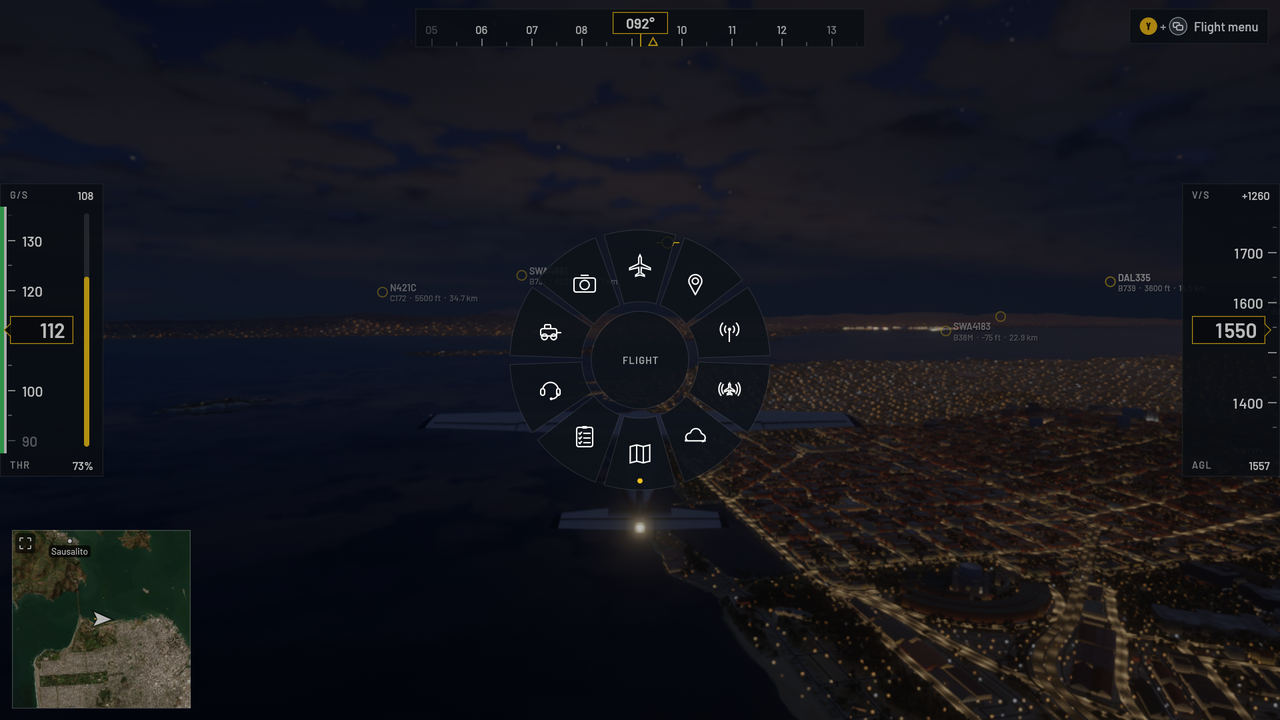 05 06 07 08 092° 10 11 12 13
Y + Flight menu
G/S 108
130
120
112
100
90
THR 73%
V/S +1260
1700
1600
1550
1400
AGL 1557
N421C
C172 - 5500 ft - 34.7 km
DAL335
SWA4183
B38M - -75 ft - 22.9 km
FLIGHT
Sausalito